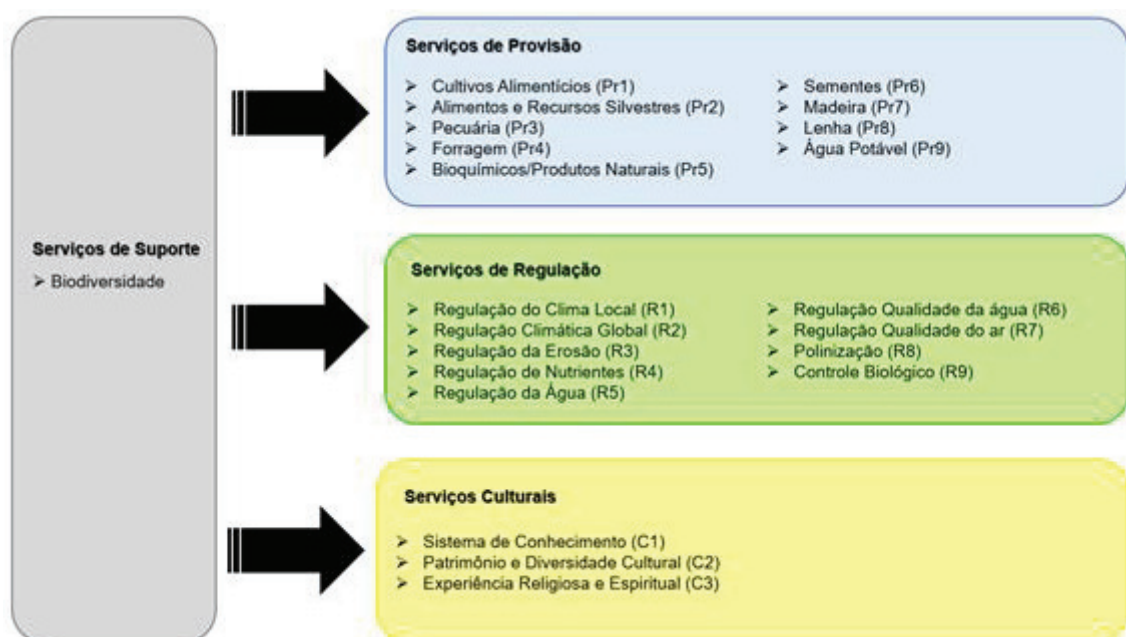 Serviços de Suporte
➢ Biodiversidade
Serviços de Provisão
➢ Cultivos Alimentícios (Pr1)
➢ Alimentos e Recursos Silvestres (Pr2)
➢ Pecuária (Pr3)
➢ Forragem (Pr4)
➢ Bioquímicos/Produtos Naturais (Pr5)
➢ Sementes (Pr6)
➢ Madeira (Pr7)
➢ Lenha (Pr8)
➢ Água Potável (Pr9)
Serviços de Regulação
➢ Regulação do Clima Local (R1)
➢ Regulação Climática Global (R2)
➢ Regulação da Erosão (R3)
➢ Regulação de Nutrientes (R4)
➢ Regulação da Água (R5)
➢ Regulação Qualidade da água (R6)
➢ Regulação Qualidade do ar (R7)
➢ Polinização (R8)
➢ Controle Biológico (R9)
Serviços Culturais
➢ Sistema de Conhecimento (C1)
➢ Patrimônio e Diversidade Cultural (C2)
➢ Experiência Religiosa e Espiritual (C3)